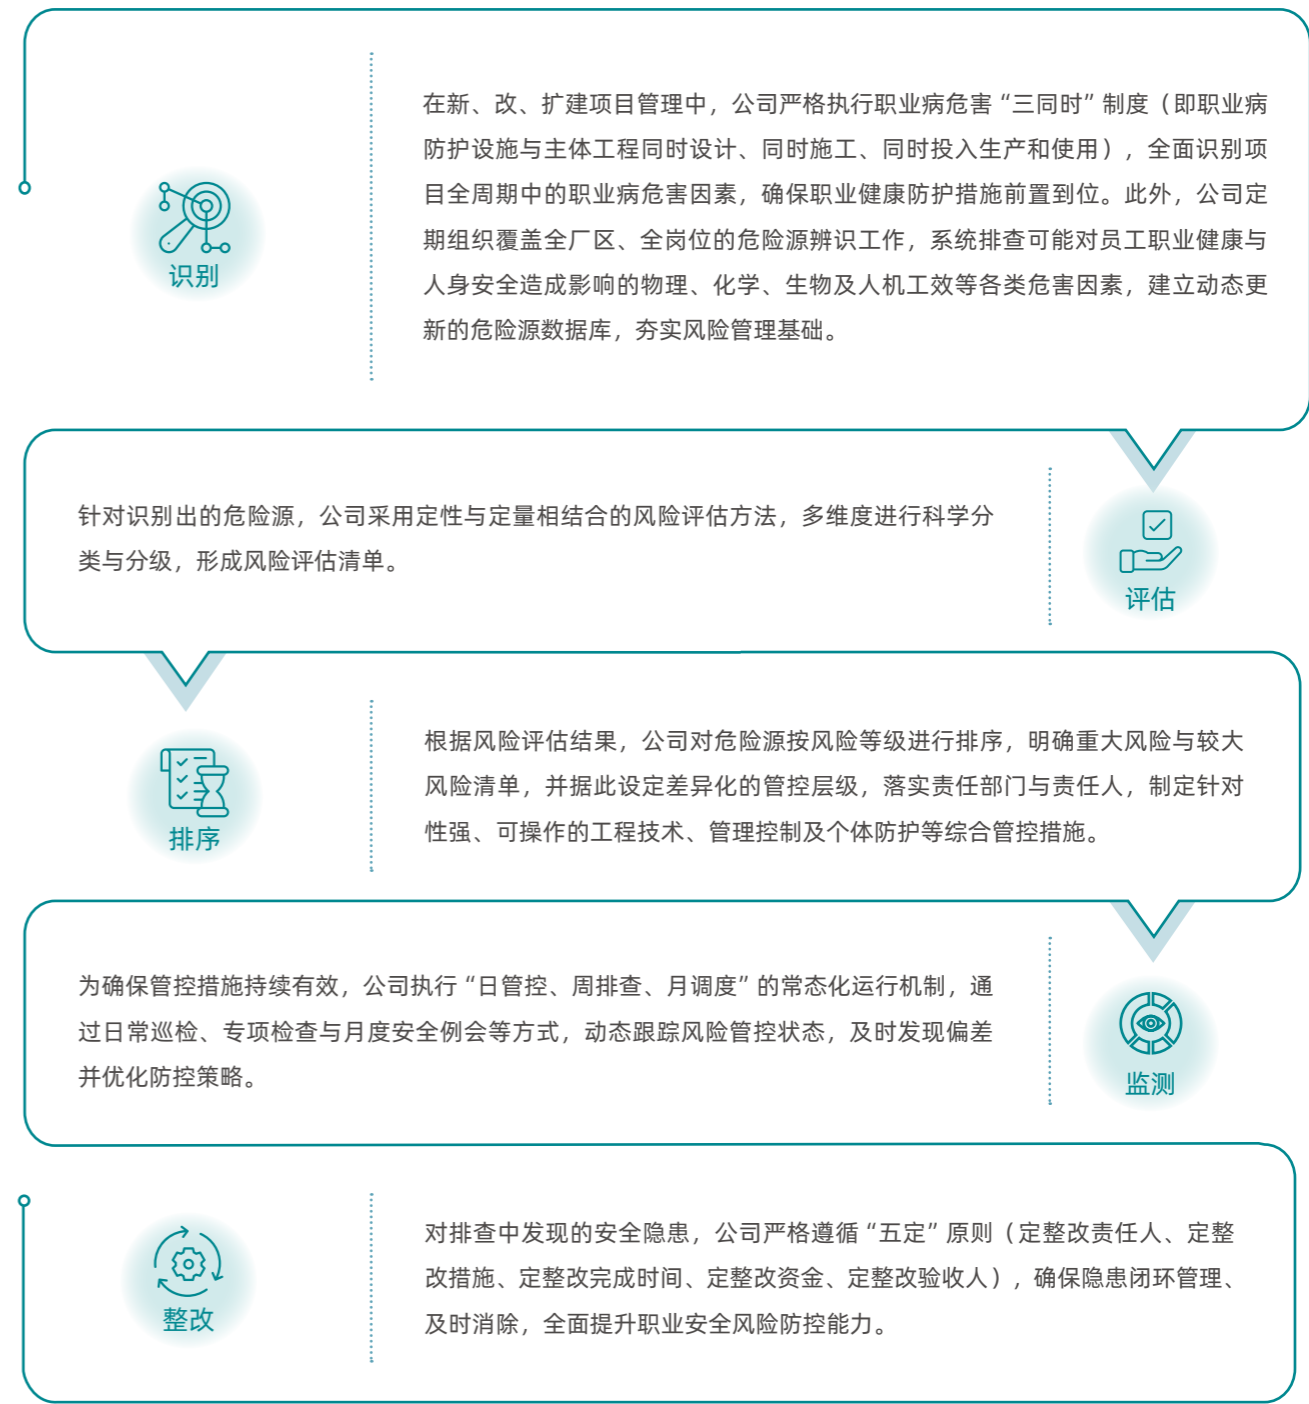 识别
在新、改、扩建项目管理中，公司严格执行职业病危害“三同时”制度（即职业病
防护设施与主体工程同时设计、同时施工、同时投入生产和使用），全面识别项
目全周期中的职业病危害因素，确保职业健康防护措施前置到位。此外，公司定
期组织覆盖全厂区、全岗位的危险源辨识工作，系统排查可能对员工职业健康与
人身安全造成影响的物理、化学、生物及人机工效等各类危害因素，建立动态更
新的危险源数据库，夯实风险管理基础。
针对识别出的危险源，公司采用定性与定量相结合的风险评估方法，多维度进行科学分
类与分级，形成风险评估清单。
评估
排序
根据风险评估结果，公司对危险源按风险等级进行排序，明确重大风险与较大
风险清单，并据此设定差异化的管控层级，落实责任部门与责任人，制定针对
性强、可操作的工程技术、管理控制及个体防护等综合管控措施。
为确保管控措施持续有效，公司执行“日管控、周排查、月调度”的常态化运行机制，通
过日常巡检、专项检查与月度安全例会等方式，动态跟踪风险管控状态，及时发现偏差
并优化防控策略。
监测
整改
对排查中发现的安全隐患，公司严格遵循“五定”原则（定整改责任人、定整
改措施、定整改完成时间、定整改资金、定整改验收人），确保隐患闭环管理、
及时消除，全面提升职业安全风险防控能力。